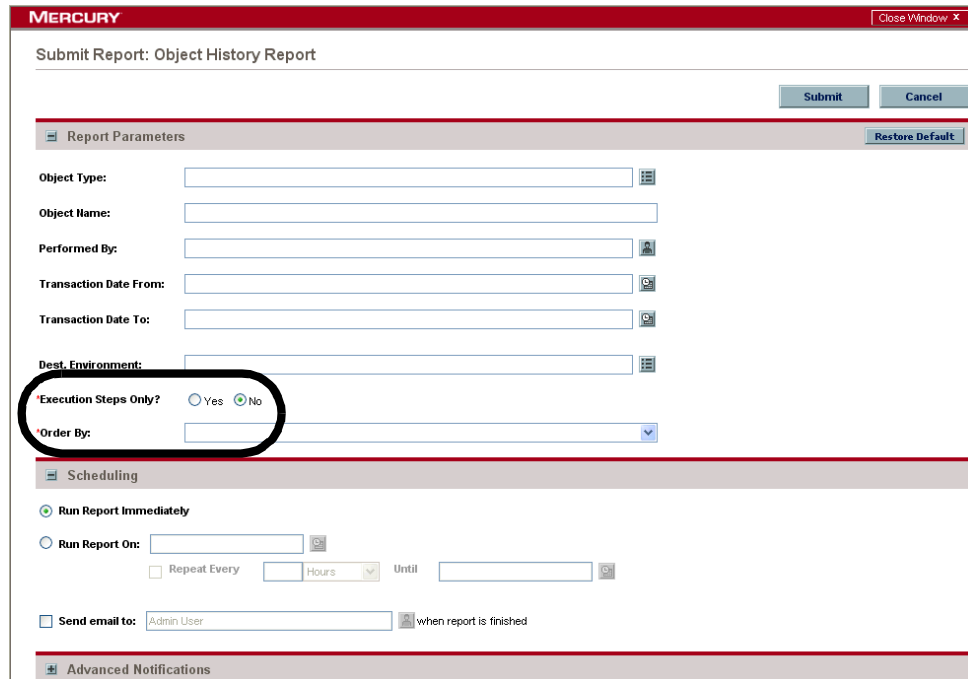 MERCURY
Close Window x
Submit Report: Object History Report
Submit Cancel
Report Parameters
Restore Default
Object Type:
Object Name:
Performed By:
Transaction Date From:
Transaction Date To:
Dest. Environment:
*Execution Steps Only? Yes No
*Order By:
Scheduling
Run Report Immediately
Run Report On:
Repeat Every Hours Until
Send email to: Admin User when report is finished
Advanced Notifications